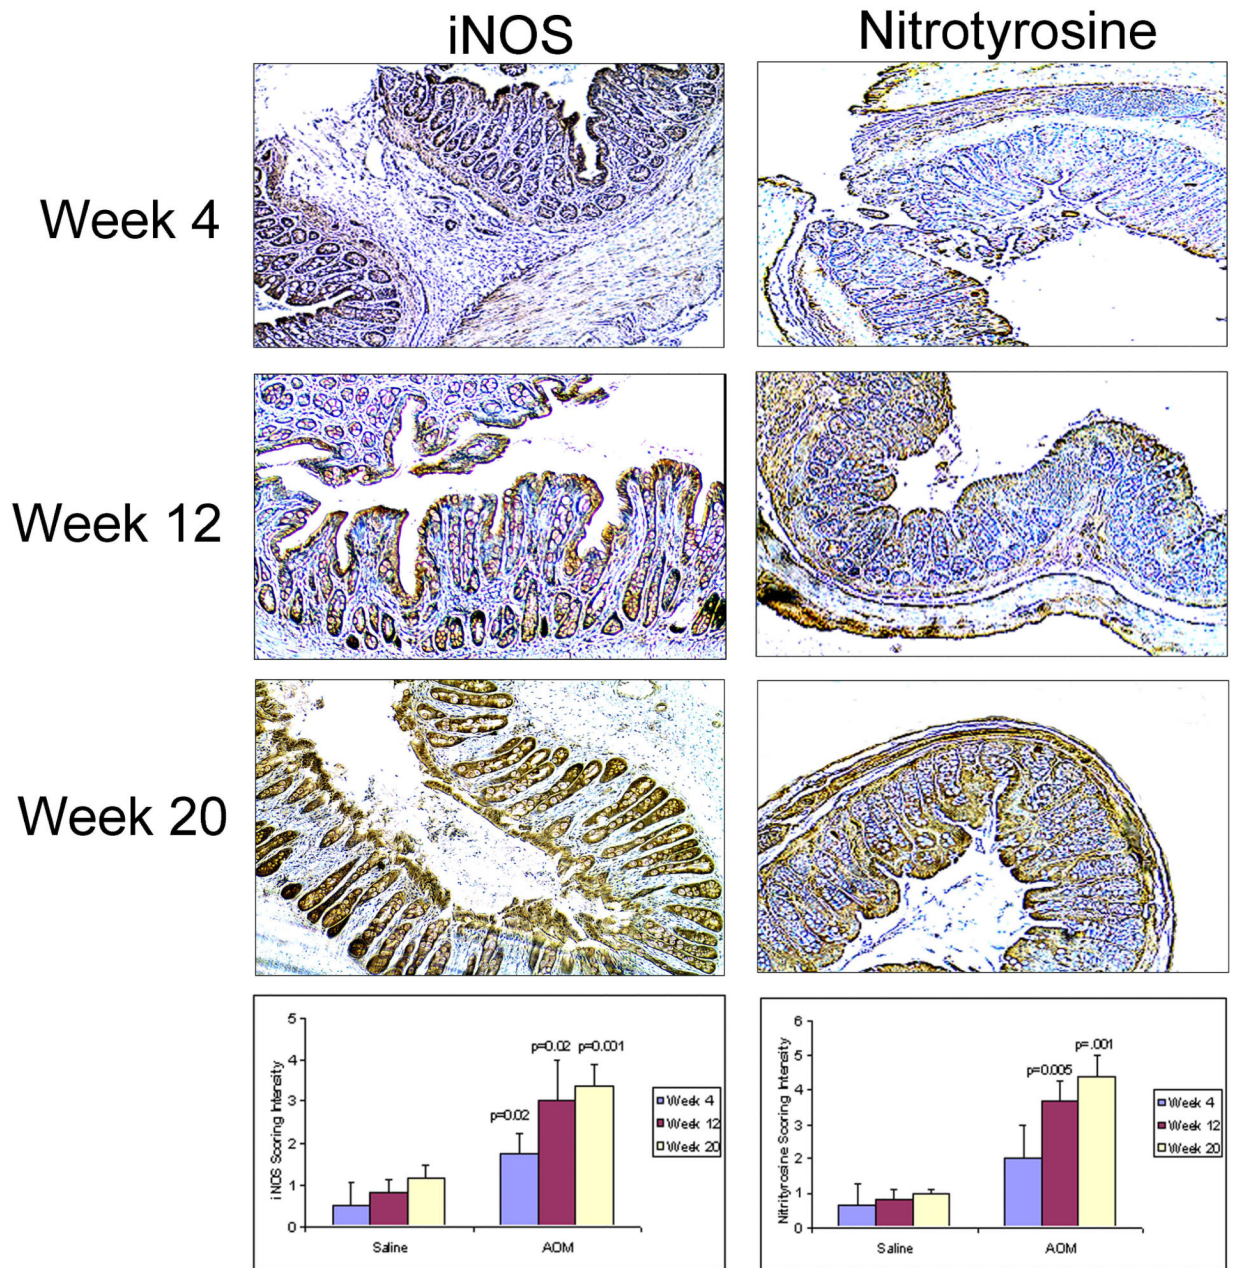 iNOS
Nitrotyrosine
Week 4
Week 12
Week 20
iNOS Scoring Intensity
5
4
3
2
1
0
p=0.02
p=0.02
p=0.001
Saline
AOM
Week 4
Week 12
Week 20
Nitrityrosine Scoring Intensity
6
5
4
3
2
1
0
p=0.005
p=.001
Saline
AOM
Week 4
Week 12
Week 20